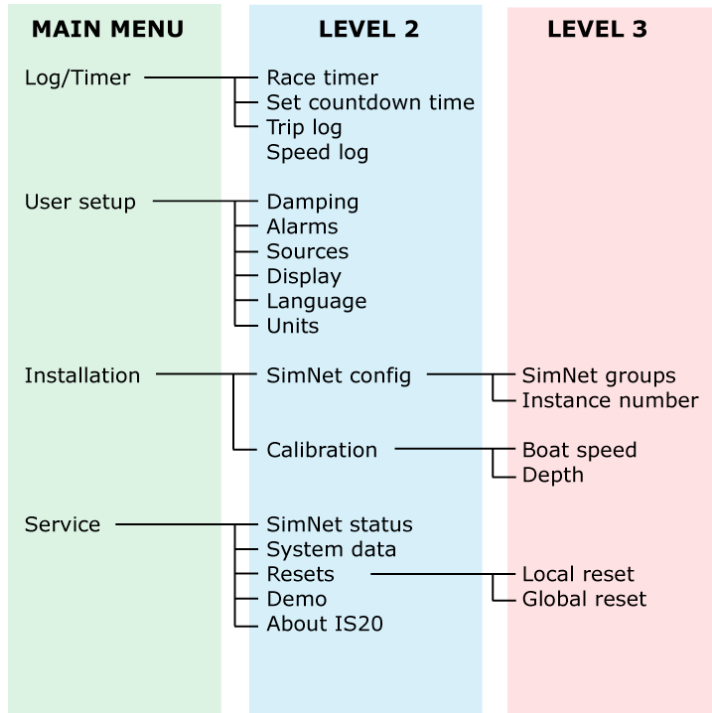 MAIN MENU LEVEL 2 LEVEL 3
Log/Timer Race timer
Set countdown time
Trip log
Speed log
User setup Damping
Alarms
Sources
Display
Language
Units
Installation SimNet config SimNet groups
Instance number
Calibration Boat speed
Depth
Service SimNet status
System data
Resets Local reset
Demo Global reset
About IS20